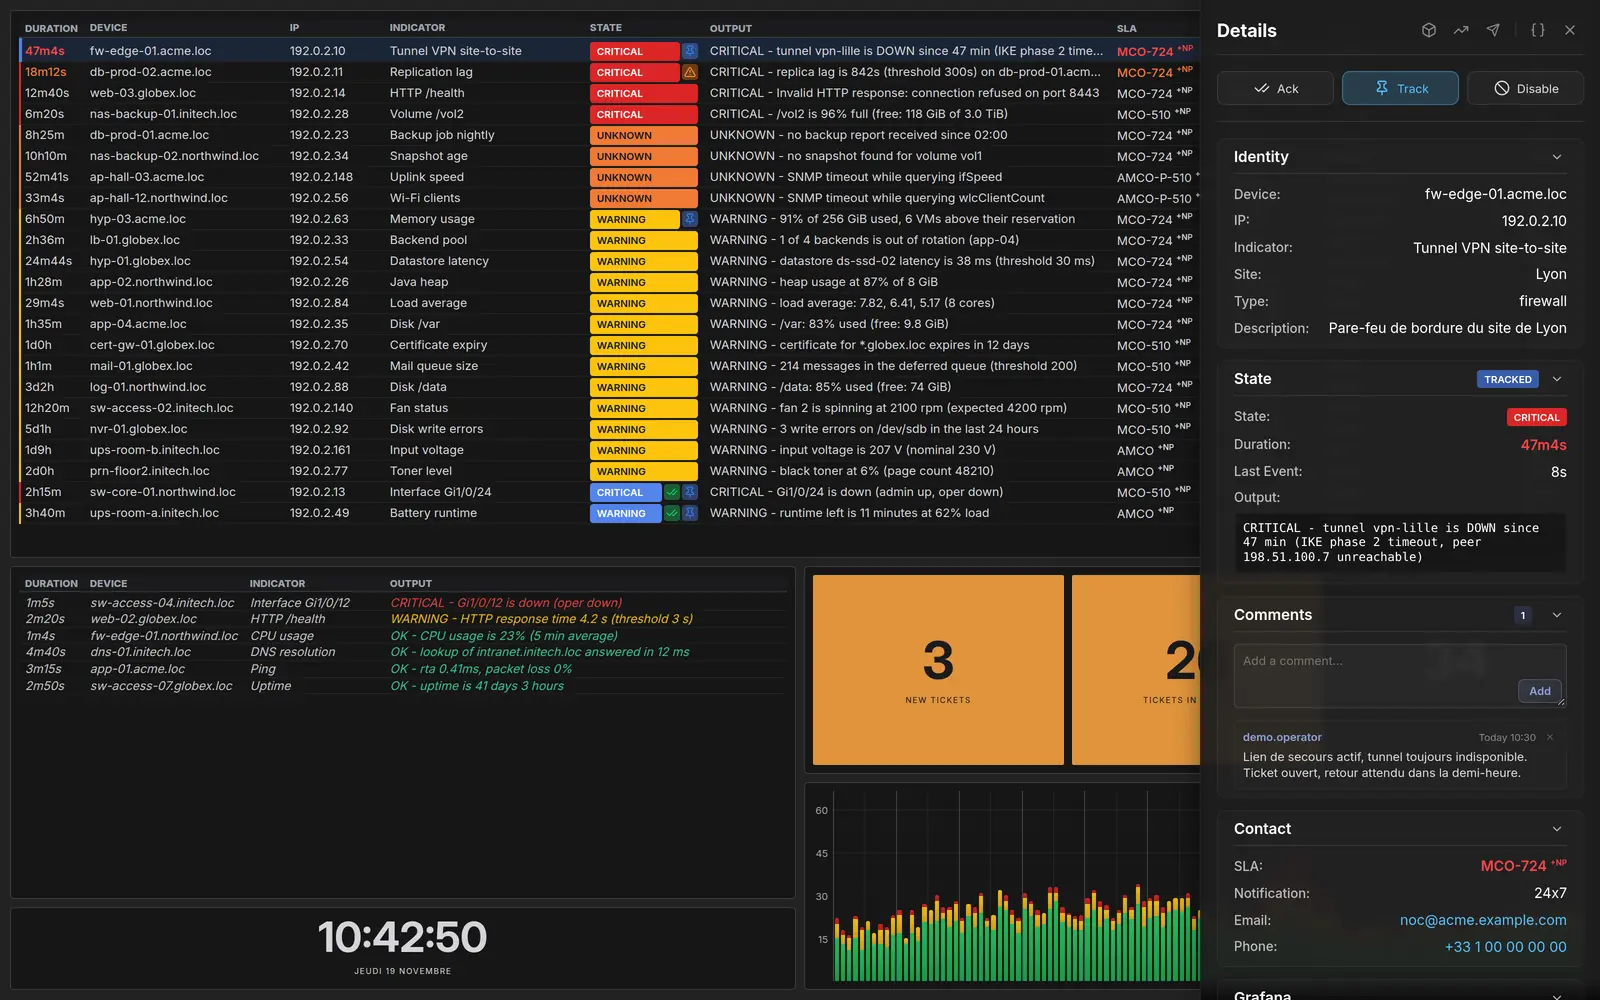 DURATION DEVICE IP INDICATOR STATE OUTPUT SLA
47m4s fw-edge-01.acme.loc 192.0.2.10 Tunnel VPN site-to-site CRITICAL CRITICAL - tunnel vpn-lille is DOWN since 47 min (IKE phase 2 time... MCO-724 +NP
18m12s db-prod-02.acme.loc 192.0.2.11 Replication lag CRITICAL CRITICAL - replica lag is 842s (threshold 300s) on db-prod-01.acm... MCO-724 +NP
12m40s web-03.globex.loc 192.0.2.14 HTTP /health CRITICAL CRITICAL - Invalid HTTP response: connection refused on port 8443 MCO-724 +NP
6m20s nas-backup-01.initech.loc 192.0.2.28 Volume /vol2 CRITICAL CRITICAL - /vol2 is 96% full (free: 118 GiB of 3.0 TiB) MCO-510 +NP
8h25m db-prod-01.acme.loc 192.0.2.23 Backup job nightly UNKNOWN UNKNOWN - no backup report received since 02:00 MCO-724 +NP
10h10m nas-backup-02.northwind.loc 192.0.2.34 Snapshot age UNKNOWN UNKNOWN - no snapshot found for volume vol1 MCO-724 +NP
52m41s ap-hall-03.acme.loc 192.0.2.148 Uplink speed UNKNOWN UNKNOWN - SNMP timeout while querying ifSpeed AMCO-P-510 +
33m4s ap-hall-12.northwind.loc 192.0.2.56 Wi-Fi clients UNKNOWN UNKNOWN - SNMP timeout while querying wlcClientCount AMCO-P-510 +
6h50m hyp-03.acme.loc 192.0.2.63 Memory usage WARNING WARNING - 91% of 256 GiB used, 6 VMs above their reservation MCO-724 +NP
2h36m lb-01.globex.loc 192.0.2.33 Backend pool WARNING WARNING - 1 of 4 backends is out of rotation (app-04) MCO-724 +NP
24m44s hyp-01.globex.loc 192.0.2.54 Datastore latency WARNING WARNING - datastore ds-ssd-02 latency is 38 ms (threshold 30 ms) MCO-724 +NP
1h28m app-02.northwind.loc 192.0.2.26 Java heap WARNING WARNING - heap usage at 87% of 8 GiB MCO-724 +NP
29m4s web-01.northwind.loc 192.0.2.84 Load average WARNING WARNING - load average: 7.82, 6.41, 5.17 (8 cores) MCO-724 +NP
1h35m app-04.acme.loc 192.0.2.35 Disk /var WARNING WARNING - /var: 83% used (free: 9.8 GiB) MCO-724 +NP
1d0h cert-gw-01.globex.loc 192.0.2.70 Certificate expiry WARNING WARNING - certificate for *.globex.loc expires in 12 days MCO-510 +NP
1h1m mail-01.globex.loc 192.0.2.42 Mail queue size WARNING WARNING - 214 messages in the deferred queue (threshold 200) MCO-510 +NP
3d2h log-01.northwind.loc 192.0.2.88 Disk /data WARNING WARNING - /data: 85% used (free: 74 GiB) MCO-724 +NP
12h20m sw-access-02.initech.loc 192.0.2.140 Fan status WARNING WARNING - fan 2 is spinning at 2100 rpm (expected 4200 rpm) MCO-510 +NP
5d1h nvr-01.globex.loc 192.0.2.92 Disk write errors WARNING WARNING - 3 write errors on /dev/sdb in the last 24 hours MCO-510 +NP
1d9h ups-room-b.initech.loc 192.0.2.161 Input voltage WARNING WARNING - input voltage is 207 V (nominal 230 V) AMCO +NP
2d0h prn-floor2.initech.loc 192.0.2.77 Toner level WARNING WARNING - black toner at 6% (page count 48210) AMCO +NP
2h15m sw-core-01.northwind.loc 192.0.2.13 Interface Gi1/0/24 CRITICAL CRITICAL - Gi1/0/24 is down (admin up, oper down) MCO-510 +NP
3h40m ups-room-a.initech.loc 192.0.2.49 Battery runtime WARNING WARNING - runtime left is 11 minutes at 62% load AMCO +NP
DURATION DEVICE INDICATOR OUTPUT
1m5s sw-access-04.initech.loc Interface Gi1/0/12 CRITICAL - Gi1/0/12 is down (oper down)
2m20s web-02.globex.loc HTTP /health WARNING - HTTP response time 4.2 s (threshold 3 s)
1m4s fw-edge-01.northwind.loc CPU usage OK - CPU usage is 23% (5 min average)
4m40s dns-01.initech.loc DNS resolution OK - lookup of intranet.initech.loc answered in 12 ms
3m15s app-01.acme.loc Ping OK - rta 0.41ms, packet loss 0%
2m50s sw-access-07.globex.loc Uptime OK - uptime is 41 days 3 hours
10:42:50
JEUDI 19 NOVEMBRE
3
NEW TICKETS
20
TICKETS IN
60
45
30
15
Details
Ack Track Disable
Identity
Device: fw-edge-01.acme.loc
IP: 192.0.2.10
Indicator: Tunnel VPN site-to-site
Site: Lyon
Type: firewall
Description: Pare-feu de bordure du site de Lyon
State TRACKED
State: CRITICAL
Duration: 47m4s
Last Event: 8s
Output:
CRITICAL - tunnel vpn-lille is DOWN since
47 min (IKE phase 2 timeout, peer
198.51.100.7 unreachable)
Comments 1
Add a comment...
34
Add
demo.operator Today 10:30 ×
Lien de secours actif, tunnel toujours indisponible.
Ticket ouvert, retour attendu dans la demi-heure.
Contact
SLA: MCO-724 +NP
Notification: 24x7
Email: noc@acme.example.com
Phone: +33 1 00 00 00 00
Grafana